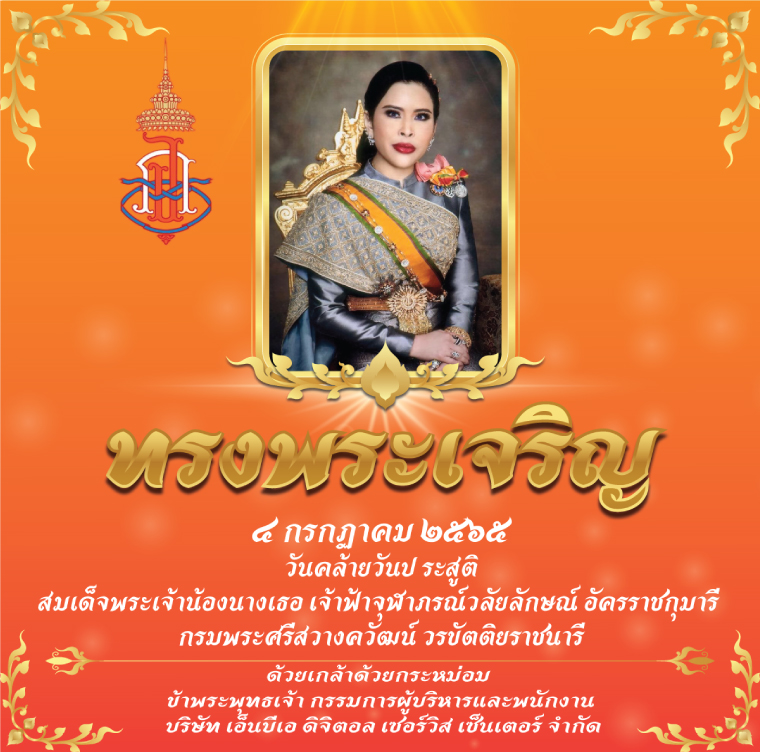 ทรงพระเจริญ
๔ กรกฎาคม ๒๕๖๕
วันคล้ายวันป ระสูติ
สมเด็จพระเจ้าน้องนางเธอ เจ้าฟ้าจุฬาภรณ์วลัยลักษณ์ อัครราชกุมารี
กรมพระศรีสวางควัฒน์ วรขัตติยราชนารี
ด้วยเกล้าด้วยกระหม่อม
ข้าพระพุทธเจ้า กรรมการผู้บริหารและพนักงาน
บริษัท เอ็นบีเอ ดิจิตอล เซอร์วิส เซ็นเตอร์ จำกัด